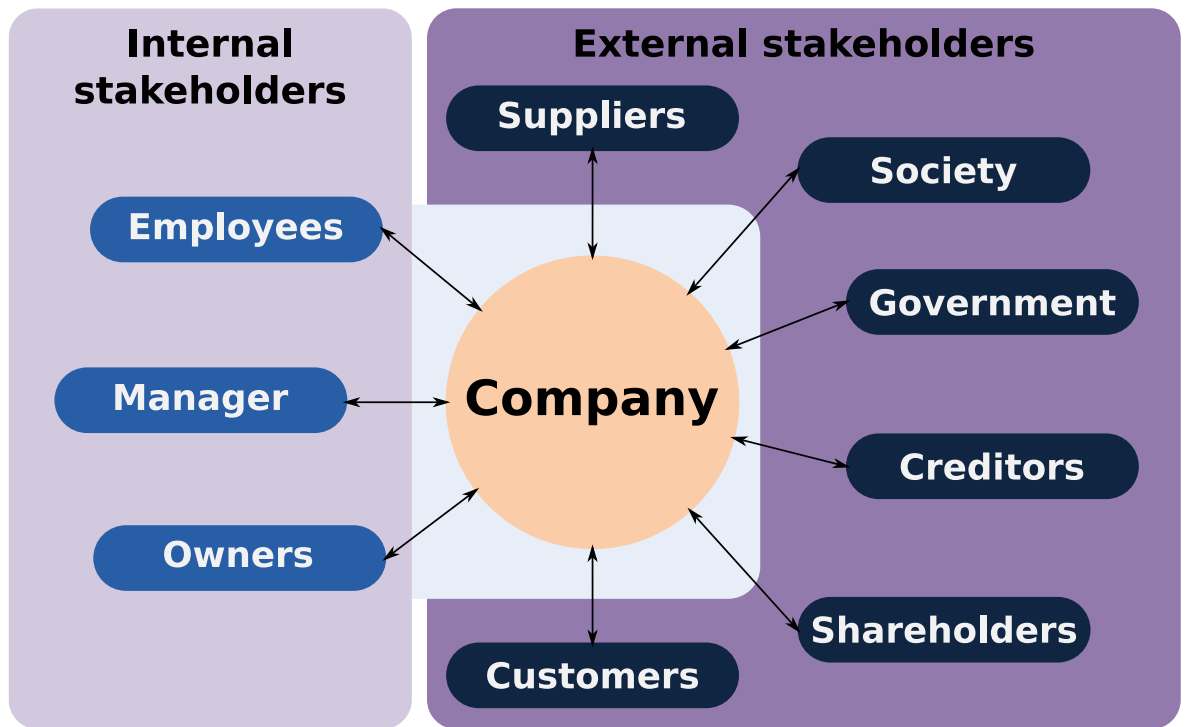 Internal
stakeholders
Employees
Manager
Owners
External stakeholders
Suppliers
Society
Government
Company
Creditors
Shareholders
Customers